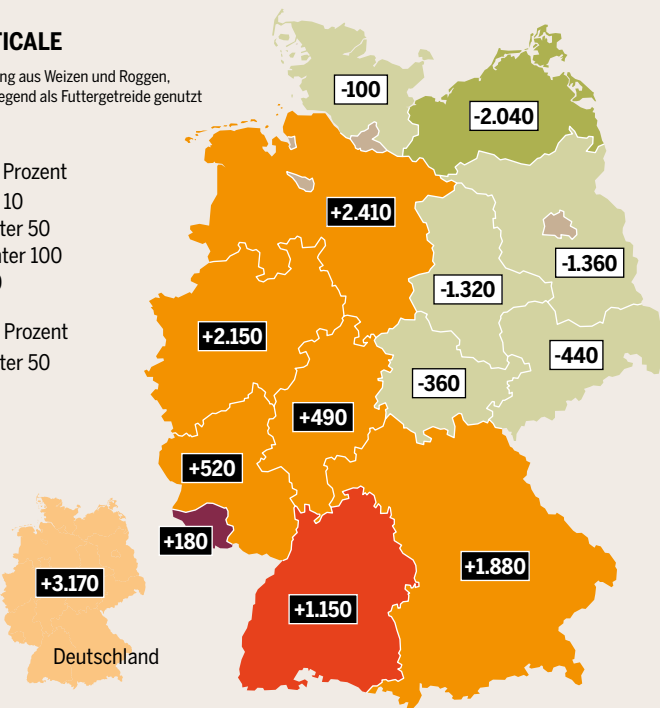 TICALE
ng aus Weizen und Roggen,
egend als Futtergetreide genutzt
Prozent
10
ter 50
ter 100
Prozent
ter 50
-100
-2.040
+2.410
-1.360
-1.320
+2.150
-440
-360
+490
+520
+180
+3.170
+1.880
+1.150
Deutschland